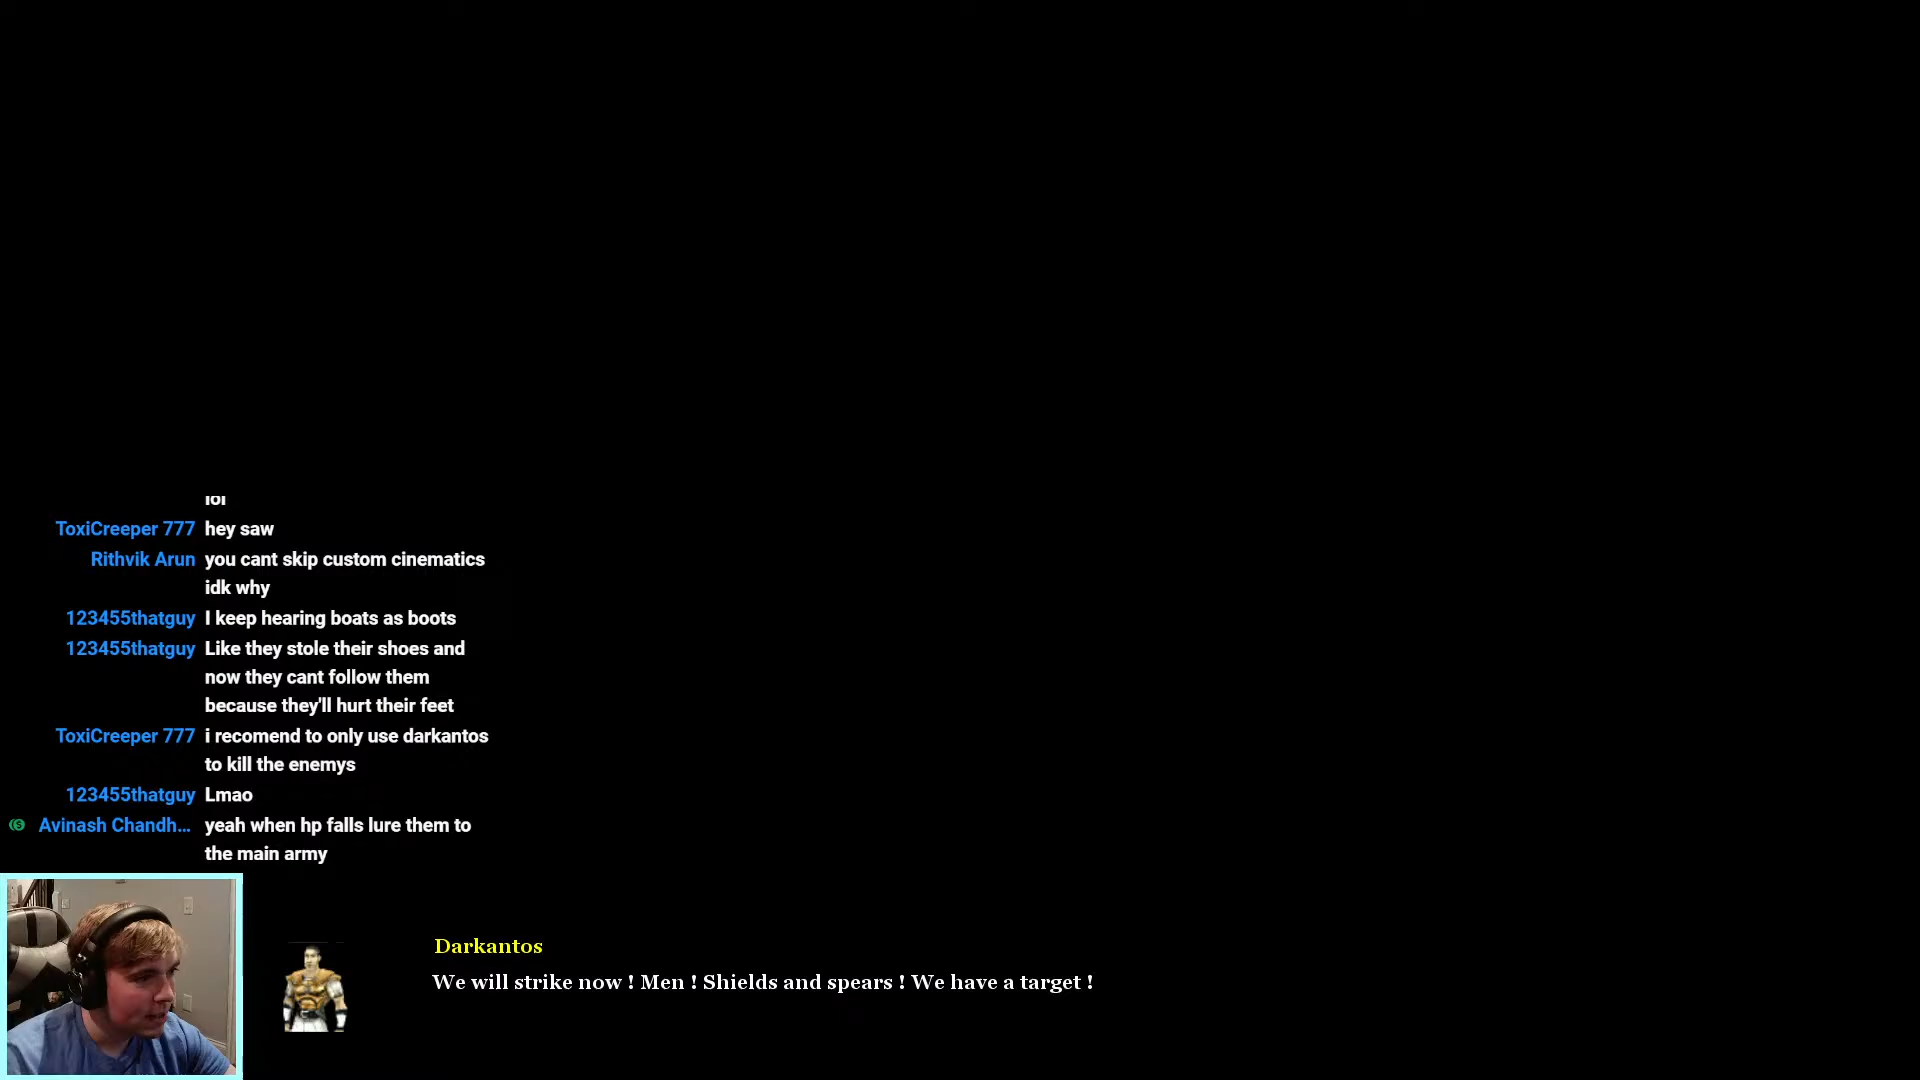 lol
ToxiCreeper 777 hey saw
Rithvik Arun you cant skip custom cinematics
idk why
123455thatguy I keep hearing boats as boots
123455thatguy Like they stole their shoes and
now they cant follow them
because they'll hurt their feet
ToxiCreeper 777 i recomend to only use darkantos
to kill the enemys
123455thatguy Lmao
Avinash Chandh... yeah when hp falls lure them to
the main army
Darkantos
We will strike now ! Men ! Shields and spears ! We have a target !